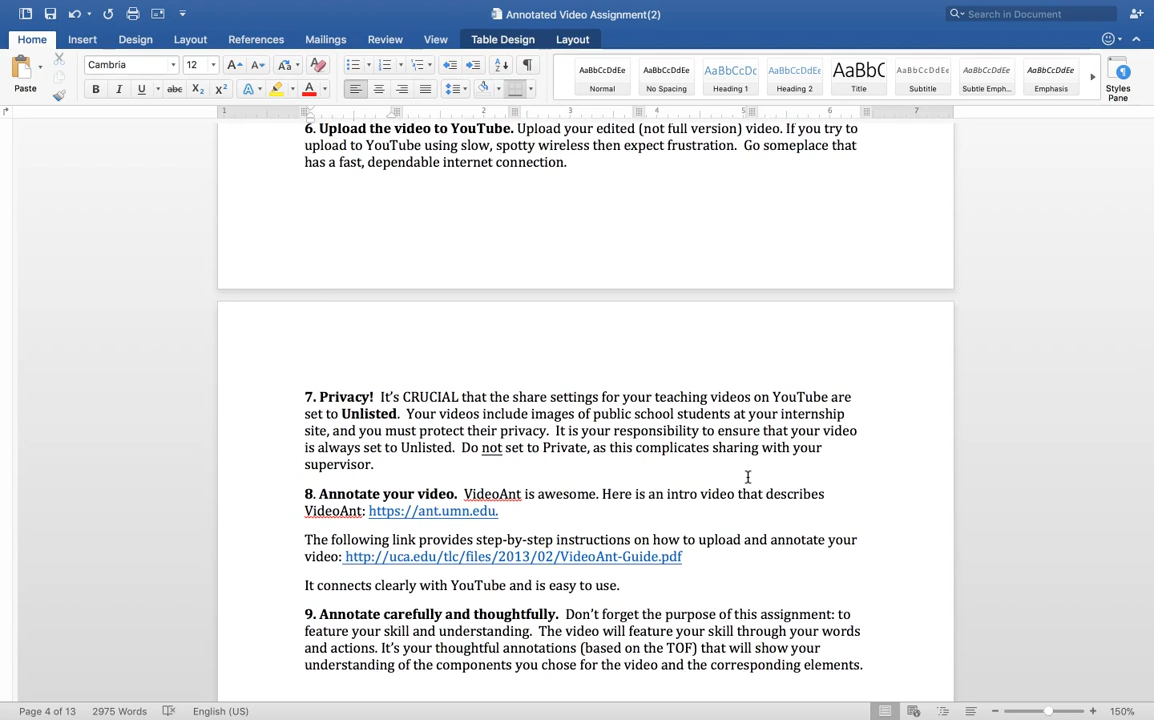 Annotated Video Assignment(2)
Search in Document
Home Insert Design Layout References Mailings Review View Table Design Layout
Paste
Cambria 12
AaBbCcDdEe AaBbCcDdEe AaBbCcDc AaBbCcDdEe AaBbC AaBbCcDdEe AaBbCcDdEe AaBbCcDdEe
Normal No Spacing Heading 1 Heading 2 Title Subtitle Subtle Emph... Emphasis
Styles
Pane
1 2 3 4 5 6 7
6. Upload the video to YouTube. Upload your edited (not full version) video. If you try to
upload to YouTube using slow, spotty wireless then expect frustration. Go someplace that
has a fast, dependable internet connection.
7. Privacy! It’s CRUCIAL that the share settings for your teaching videos on YouTube are
set to Unlisted. Your videos include images of public school students at your internship
site, and you must protect their privacy. It is your responsibility to ensure that your video
is always set to Unlisted. Do not set to Private, as this complicates sharing with your
supervisor.
8. Annotate your video. VideoAnt is awesome. Here is an intro video that describes
VideoAnt: https://ant.umn.edu.
The following link provides step-by-step instructions on how to upload and annotate your
video: http://uca.edu/tlc/files/2013/02/VideoAnt-Guide.pdf
It connects clearly with YouTube and is easy to use.
9. Annotate carefully and thoughtfully. Don’t forget the purpose of this assignment: to
feature your skill and understanding. The video will feature your skill through your words
and actions. It’s your thoughtful annotations (based on the TOF) that will show your
understanding of the components you chose for the video and the corresponding elements.
Page 4 of 13 2975 Words English (US) 150%